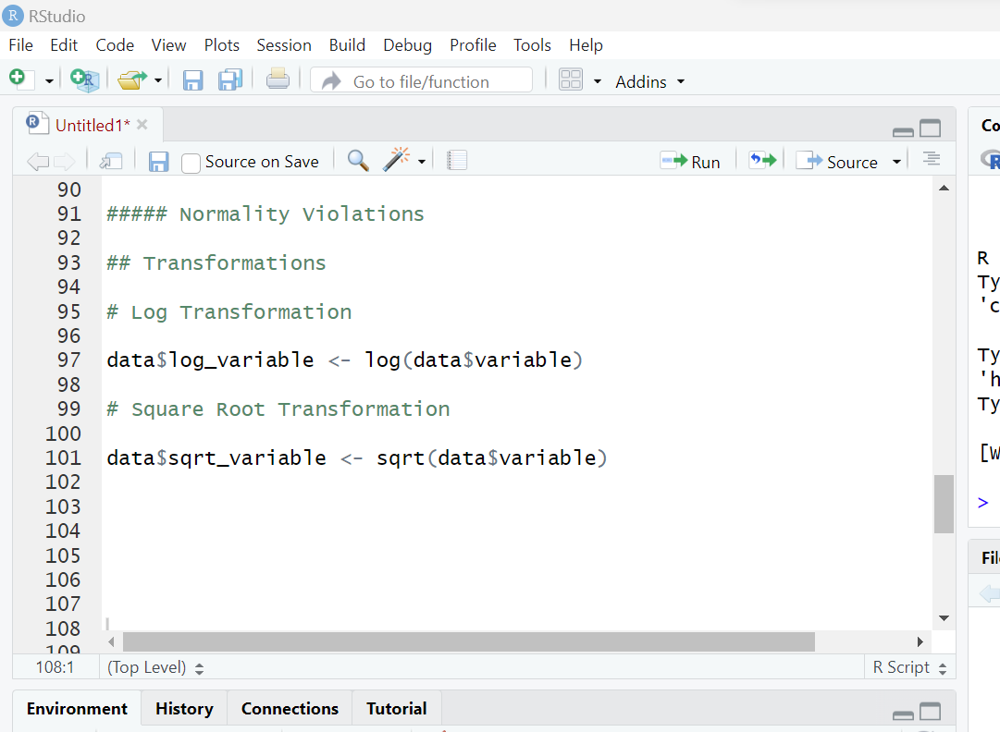 R RStudio
File Edit Code View Plots Session Build Debug Profile Tools Help
Go to file/function Addins
Untitled1*
Source on Save Run Source
90
91 ##### Normality Violations
92
93 ## Transformations
94
95 # Log Transformation
96
97 data$log_variable <- log(data$variable)
98
99 # Square Root Transformation
100
101 data$sqrt_variable <- sqrt(data$variable)
102
103
104
105
106
107
108
109
108:1 (Top Level) R Script
Environment History Connections Tutorial
Co
R
Ty
'c
Ty
'h
Ty
[W
>
Fil